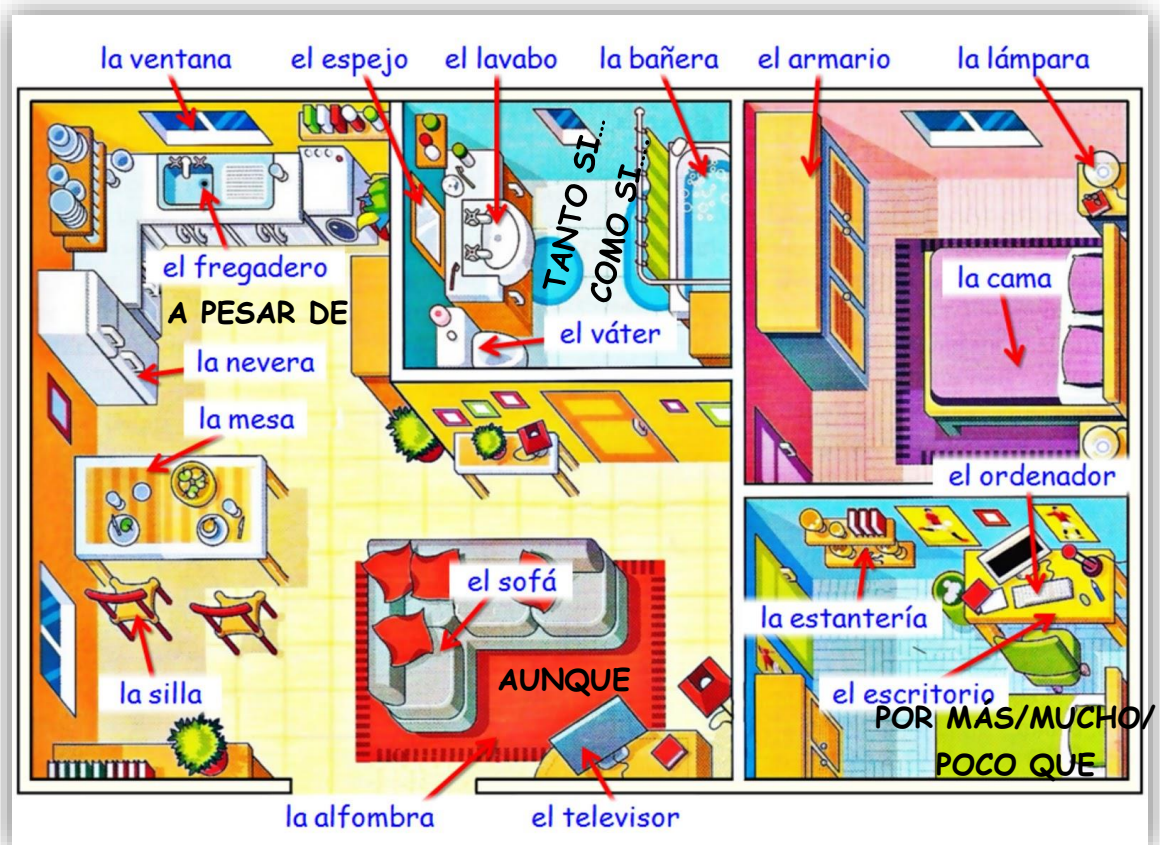 la ventana
el espejo
el lavabo
la bañera
el armario
la lámpara
TANTO SI...
COMO SI...
el fregadero
A PESAR DE
la cama
el váter
la nevera
la mesa
el ordenador
el sofá
la estantería
AUNQUE
la silla
el escritorio
POR MÁS/MUCHO/
POCO QUE
la alfombra
el televisor